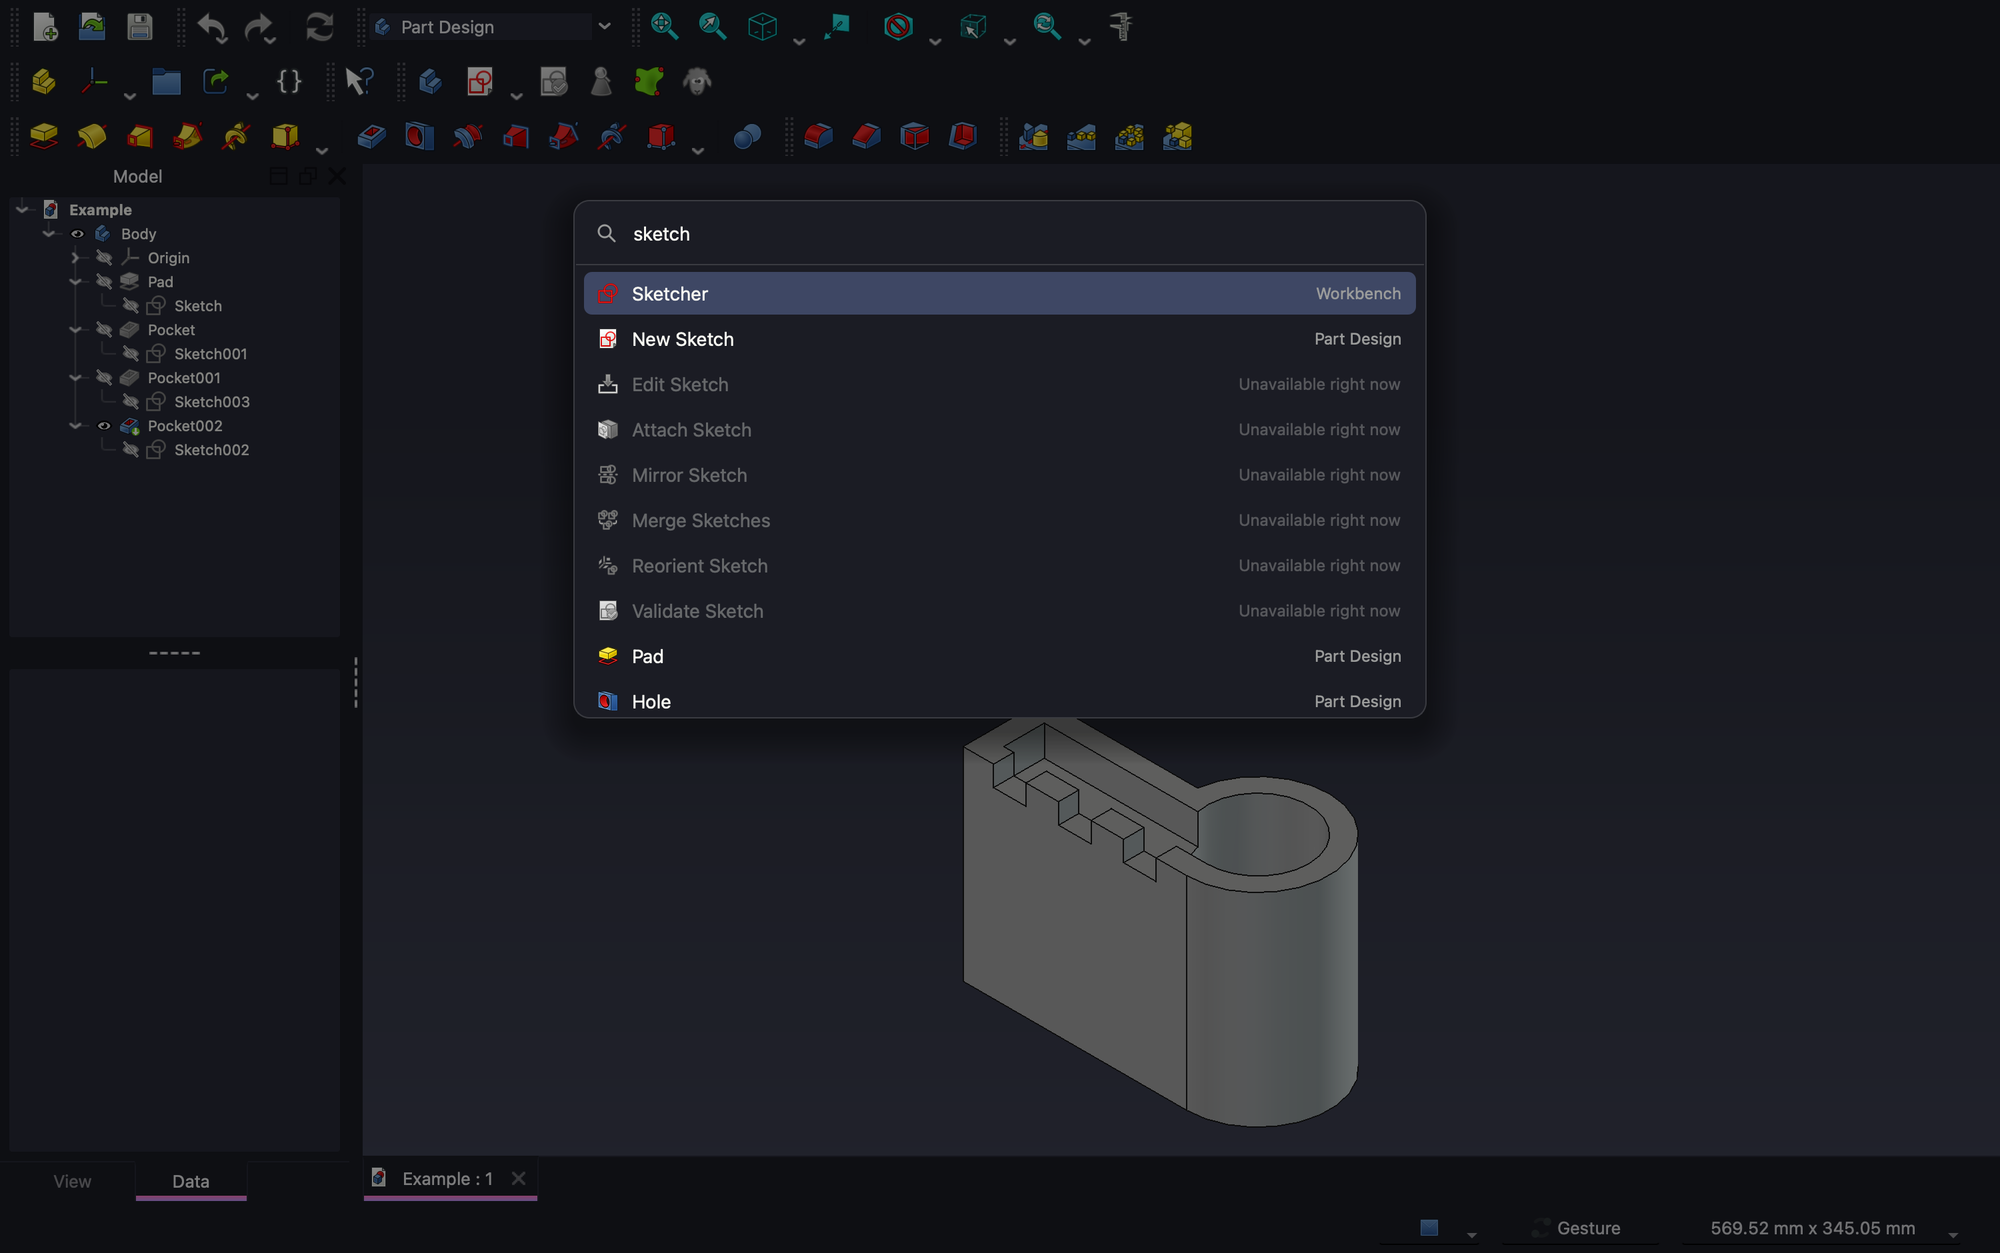 Part Design
Model
Example
Body
Origin
Pad
Sketch
Pocket
Sketch001
Pocket001
Sketch003
Pocket002
Sketch002
sketch
Sketcher Workbench
New Sketch Part Design
Edit Sketch Unavailable right now
Attach Sketch Unavailable right now
Mirror Sketch Unavailable right now
Merge Sketches Unavailable right now
Reorient Sketch Unavailable right now
Validate Sketch Unavailable right now
Pad Part Design
Hole Part Design
View Data
Example : 1
Gesture 569.52 mm x 345.05 mm